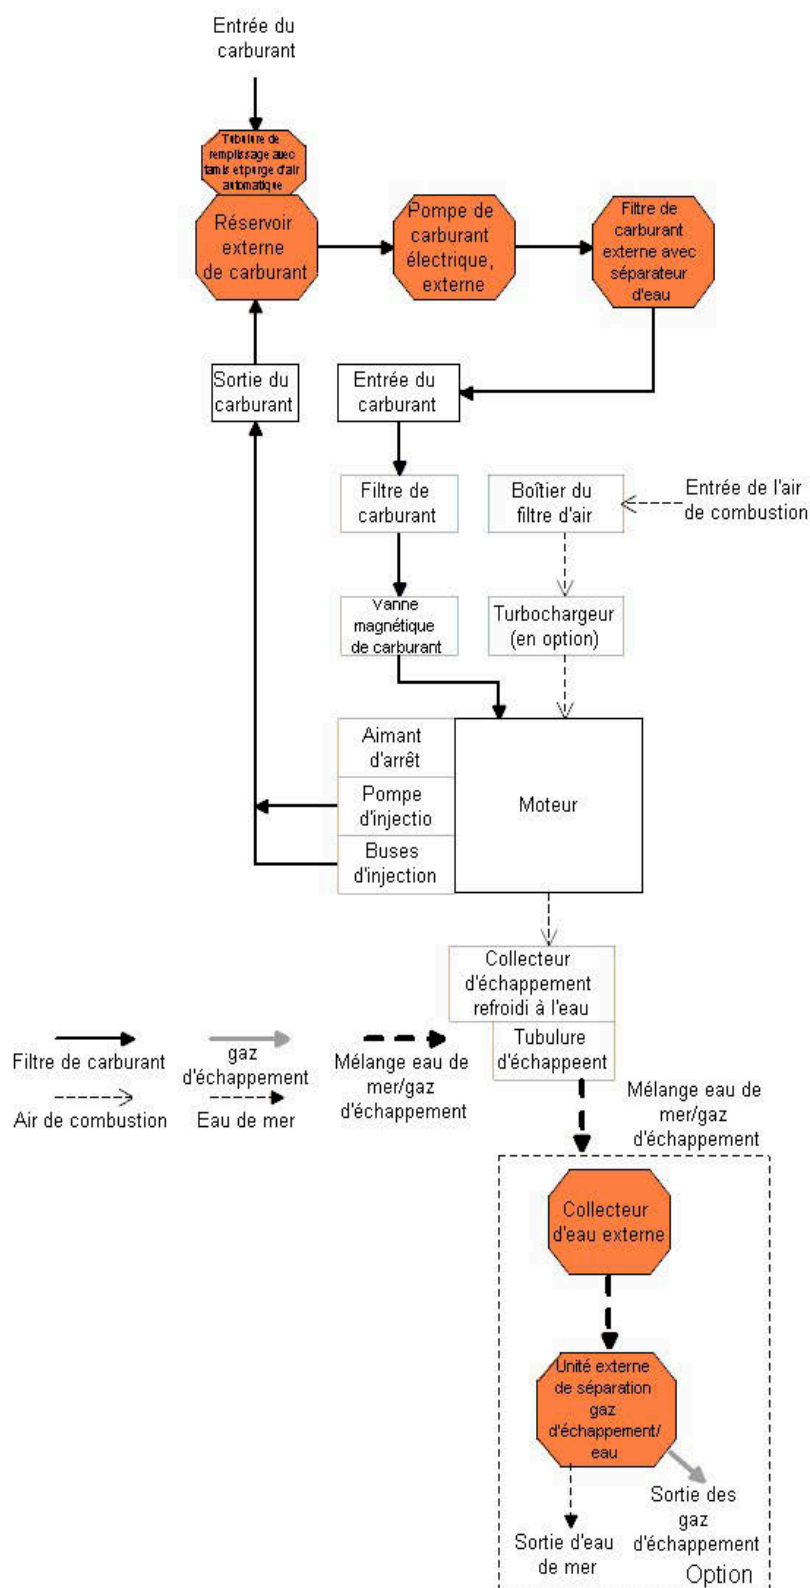 Entrée du
carburant
Tubulure de
remplissage avec
tamis et purge d'air
automatique
Réservoir
externe
de carburant
Pompe de
carburant
électrique,
externe
Filtre de
carburant
externe avec
séparateur
d'eau
Sortie du
carburant
Entrée du
carburant
Filtre de
carburant
Boîtier du
filtre d'air
Entrée de l'air
de combustion
Vanne
magnétique
de carburant
Turbochargeur
(en option)
Aimant
d'arrêt
Pompe
d'injectio
Buses
d'injection
Moteur
Collecteur
d'échappement
refroidi à l'eau
Tubulure
d'échappeent
Filtre de carburant
gaz
d'échappement
Mélange eau de
mer/gaz
d'échappement
Air de combustion
Eau de mer
Mélange eau de
mer/gaz
d'échappement
Collecteur
d'eau externe
Unité externe
de séparation
gaz
d'échappement/
eau
Sortie des
gaz
d'échappement
Sortie d'eau
de mer
Option